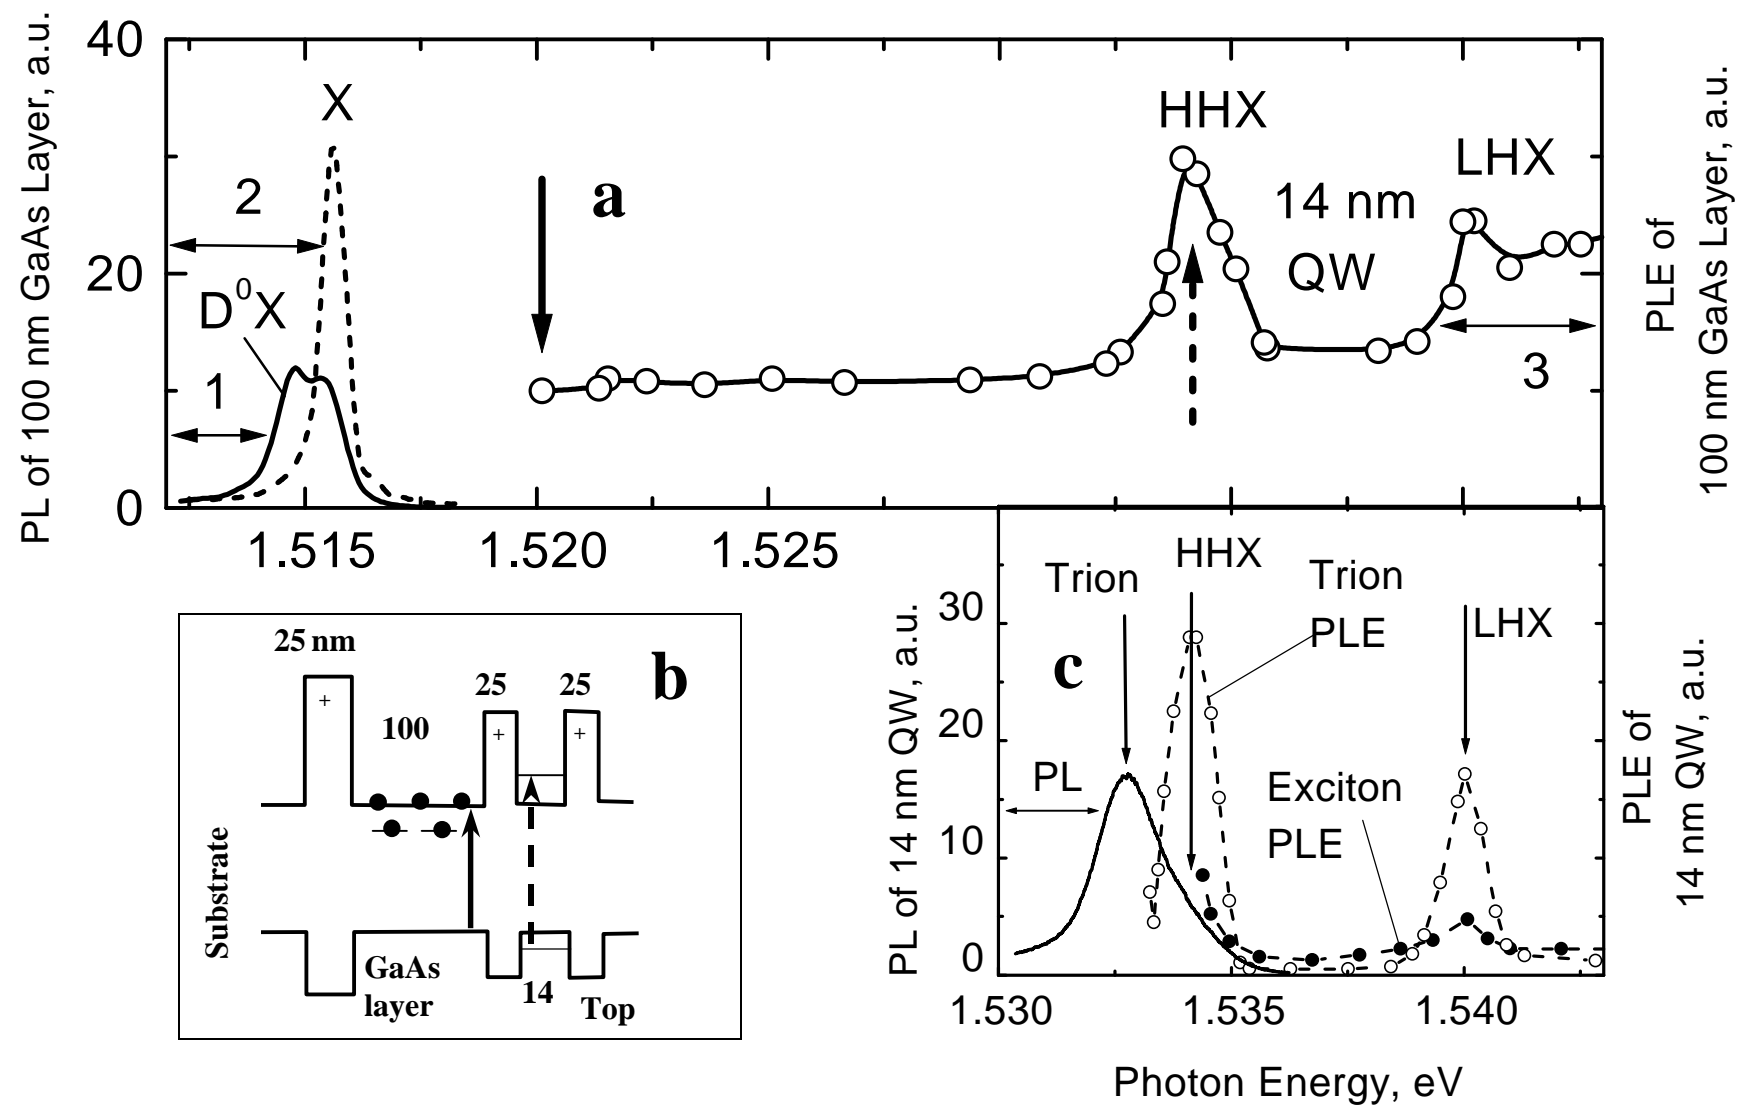 PL of 100 nm GaAs Layer, a.u.
40
20
0
X
2
D⁰X
1
a
HHX
14 nm
QW
LHX
3
PLE of
100 nm GaAs Layer, a.u.
1.515
1.520
1.525
b
25 nm
+
100
25
+
25
+
Substrate
GaAs
layer
14
Top
c
PL of 14 nm QW, a.u.
30
20
10
0
Trion
HHX
Trion
PLE
LHX
PL
Exciton
PLE
PLE of
14 nm QW, a.u.
1.530
1.535
1.540
Photon Energy, eV